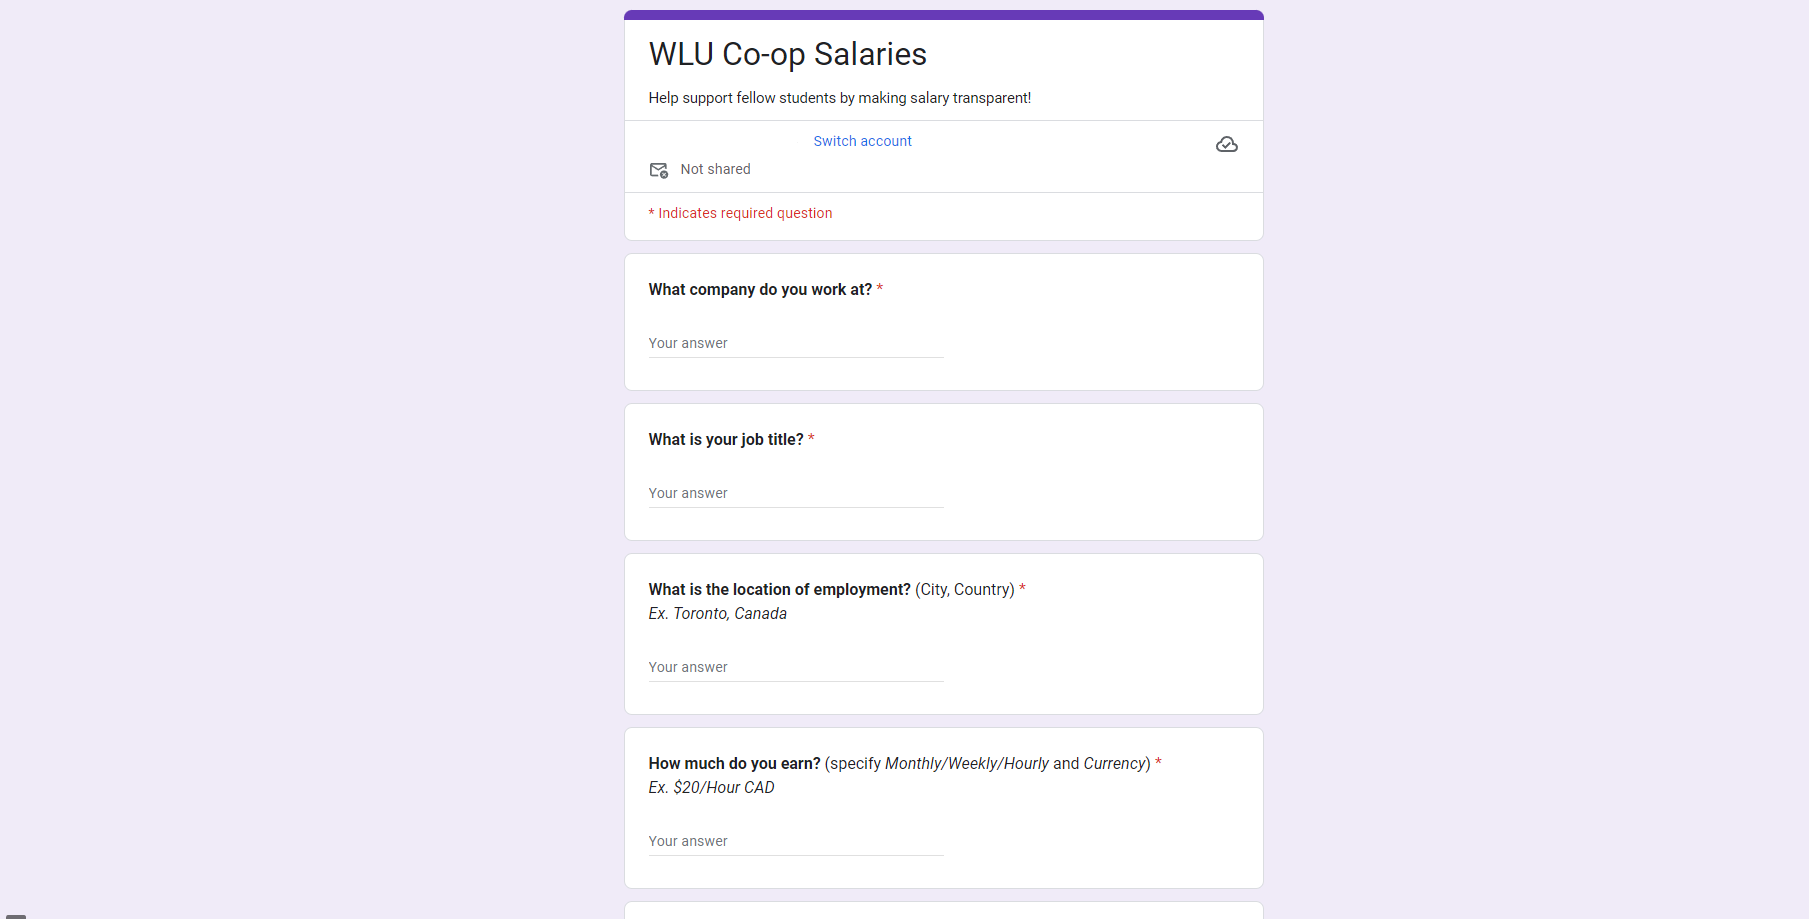 WLU Co-op Salaries
Help support fellow students by making salary transparent!
Switch account
Not shared
* Indicates required question
What company do you work at? *
Your answer
What is your job title? *
Your answer
What is the location of employment? (City, Country) *
Ex. Toronto, Canada
Your answer
How much do you earn? (specify Monthly/Weekly/Hourly and Currency) *
Ex. $20/Hour CAD
Your answer